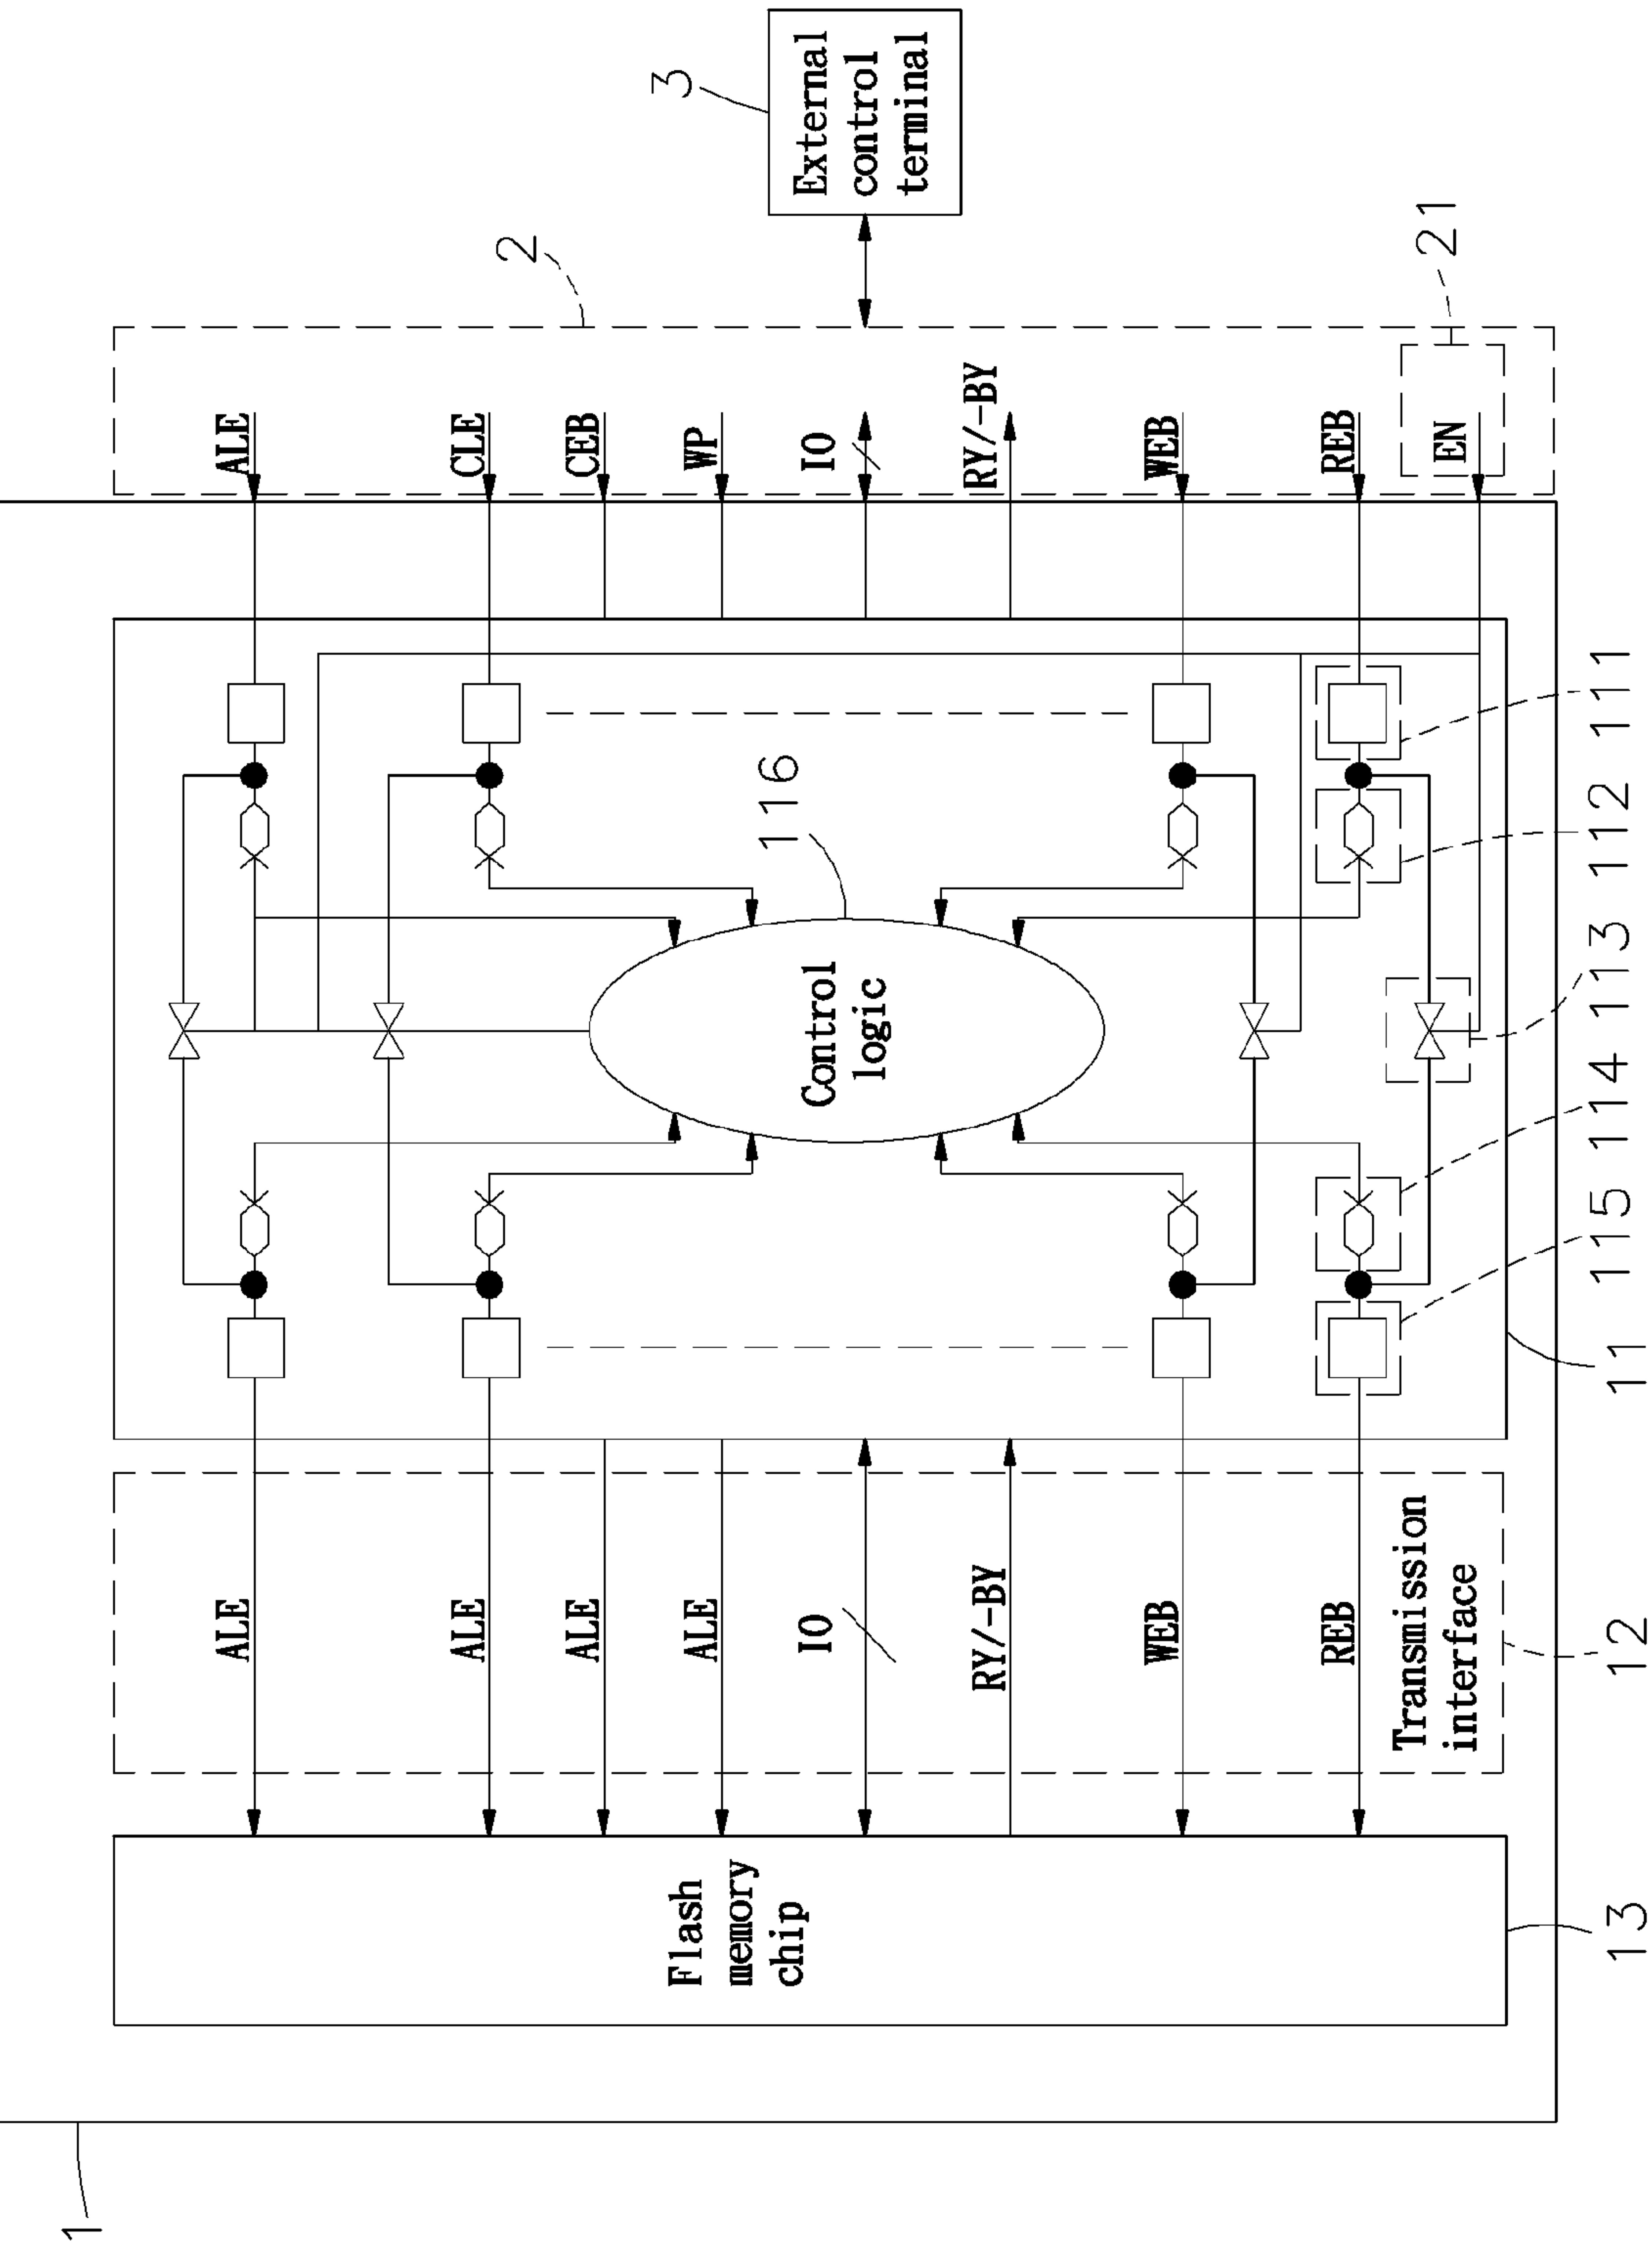 1
Flash
memory
chip
13
ALE
ALE
ALE
ALE
IO
RY/-BY
WEB
REB
Transmission
interface
12
11
115
114
113
112
111
Control
logic
116
ALE
CLE
CEB
WP
IO
RY/-BY
WEB
REB
EN
21
2
3
External
control
terminal